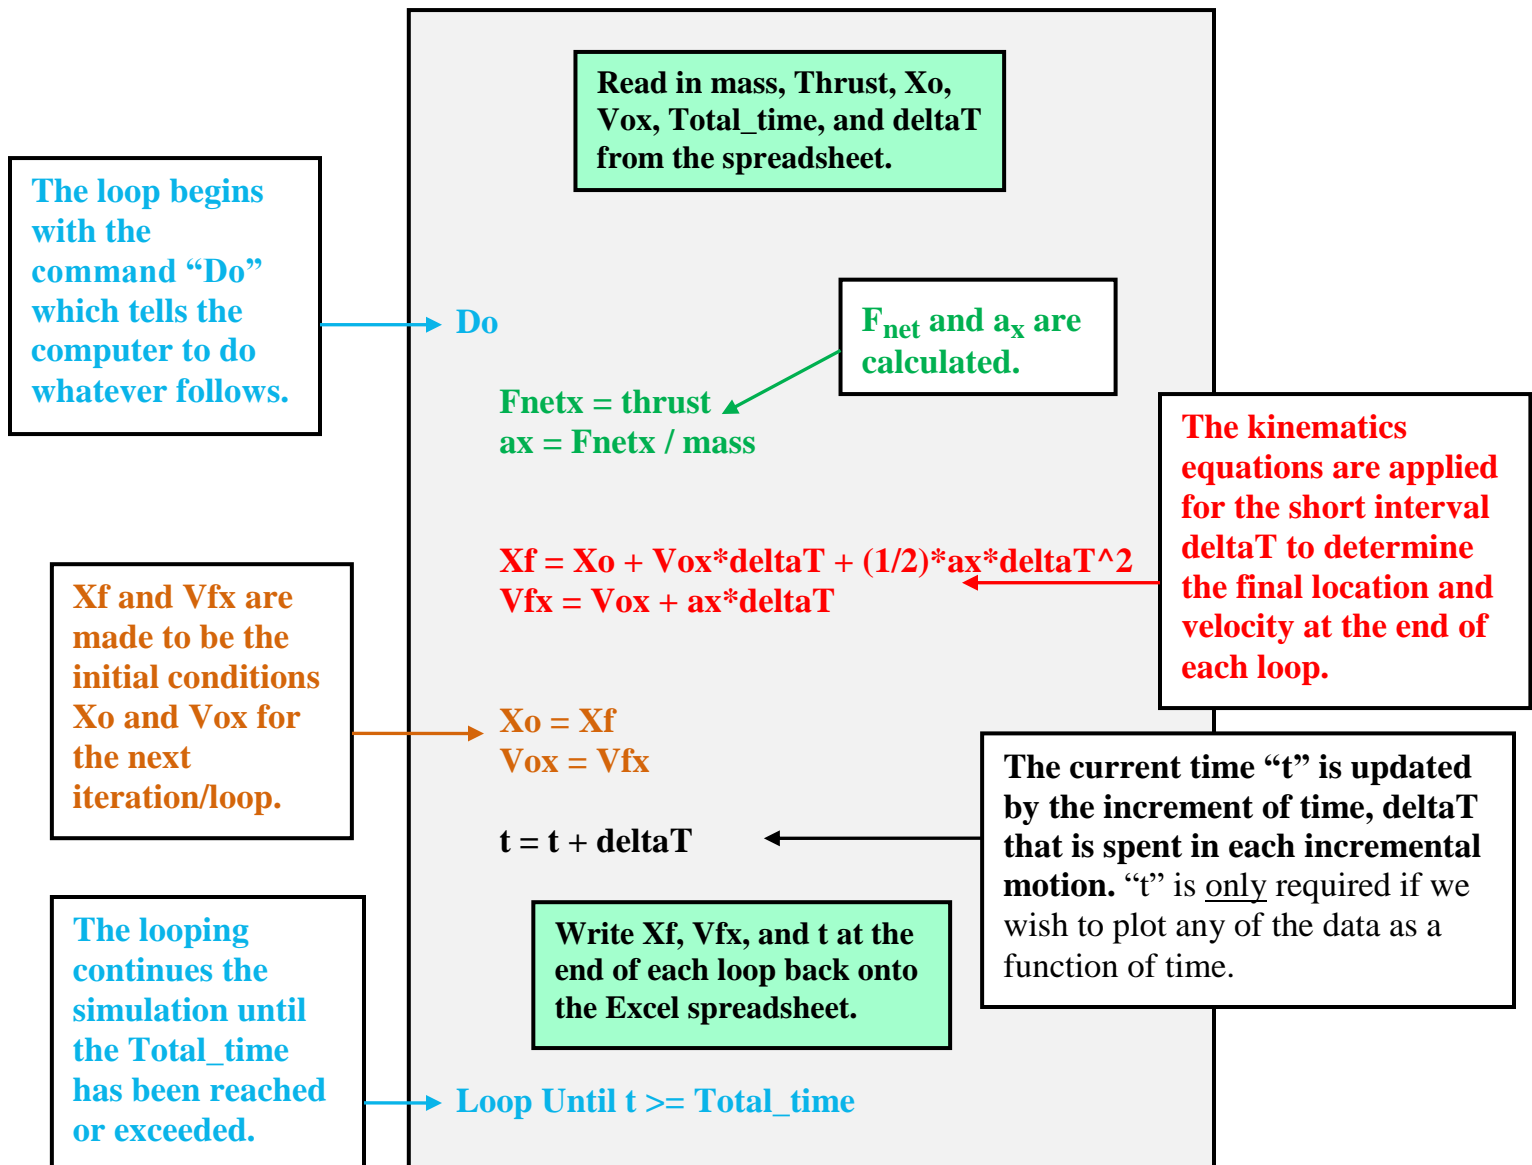 Read in mass, Thrust, Xo,
Vox, Total_time, and deltaT
from the spreadsheet.
The loop begins
with the
command “Do”
which tells the
computer to do
whatever follows.
Do
Fnet and ax are
calculated.
Fnetx = thrust
ax = Fnetx / mass
The kinematics
equations are applied
for the short interval
deltaT to determine
the final location and
velocity at the end of
each loop.
Xf = Xo + Vox*deltaT + (1/2)*ax*deltaT^2
Vfx = Vox + ax*deltaT
Xf and Vfx are
made to be the
initial conditions
Xo and Vox for
the next
iteration/loop.
Xo = Xf
Vox = Vfx
The current time “t” is updated
by the increment of time, deltaT
that is spent in each incremental
motion. “t” is only required if we
wish to plot any of the data as a
function of time.
t = t + deltaT
Write Xf, Vfx, and t at the
end of each loop back onto
the Excel spreadsheet.
The looping
continues the
simulation until
the Total_time
has been reached
or exceeded.
Loop Until t >= Total_time